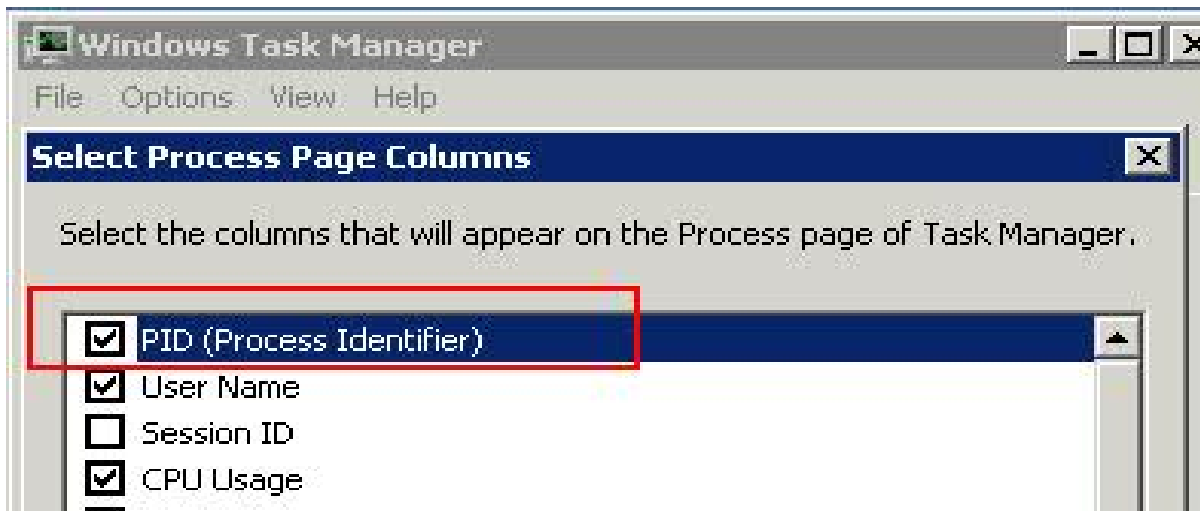 Windows Task Manager
File Options View Help
Select Process Page Columns
Select the columns that will appear on the Process page of Task Manager.
PID (Process Identifier)
User Name
Session ID
CPU Usage